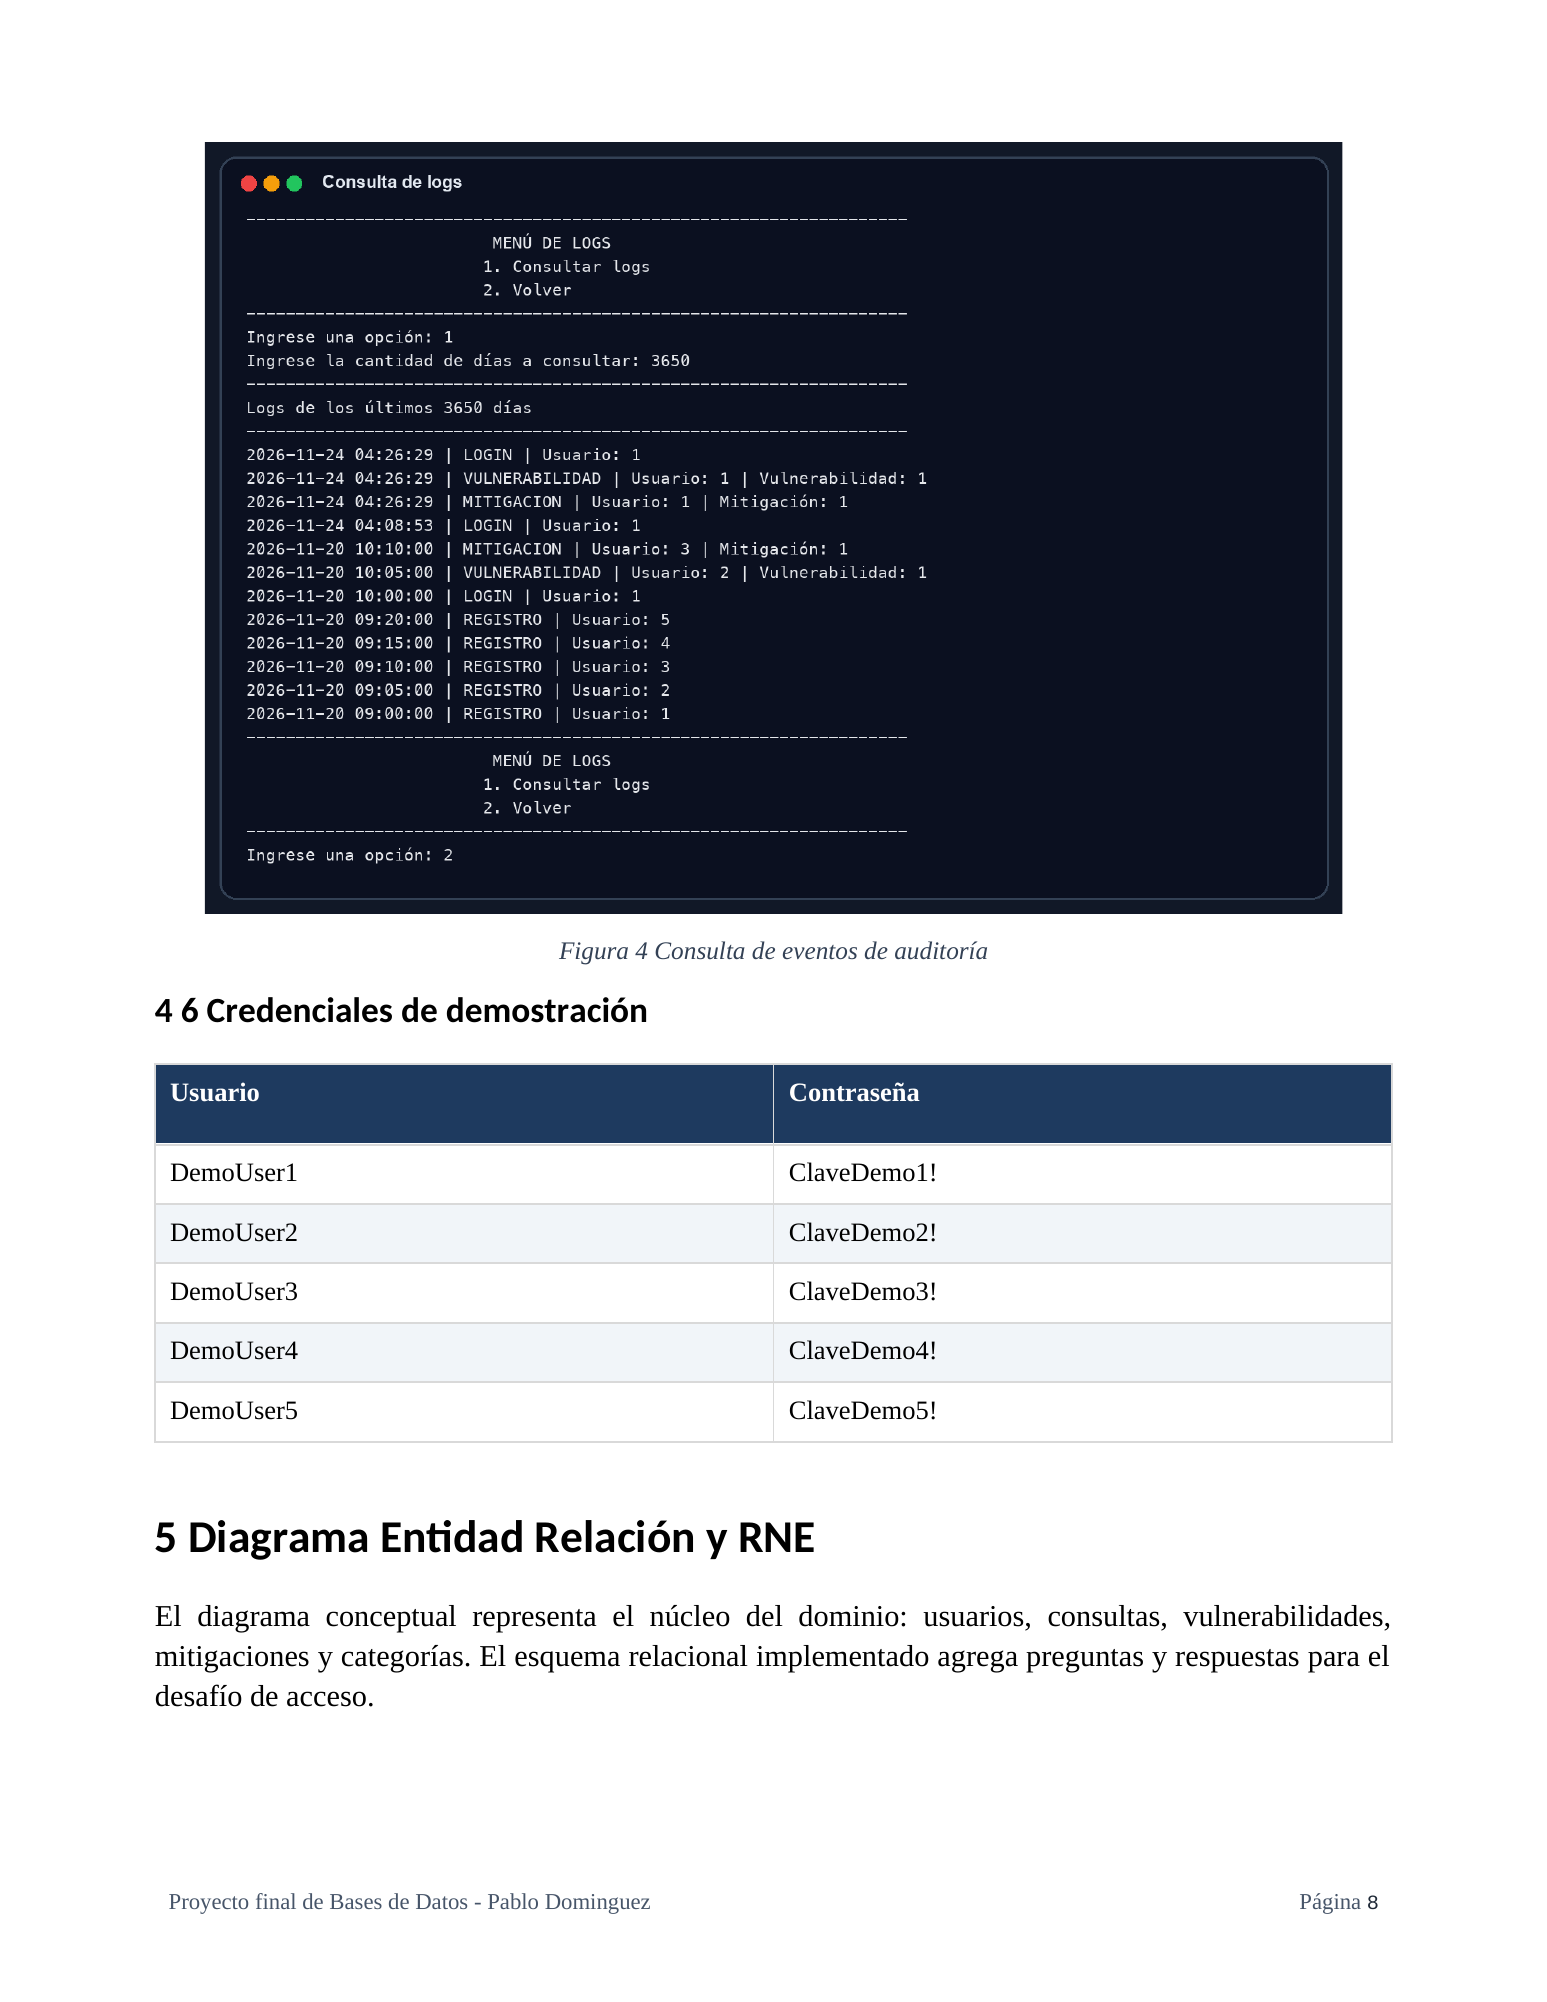 Consulta de logs
-------------------------------------------------------------------
MENÚ DE LOGS
1. Consultar logs
2. Volver
-------------------------------------------------------------------
Ingrese una opción: 1
Ingrese la cantidad de días a consultar: 3650
-------------------------------------------------------------------
Logs de los últimos 3650 días
-------------------------------------------------------------------
2026-11-24 04:26:29 | LOGIN | Usuario: 1
2026-11-24 04:26:29 | VULNERABILIDAD | Usuario: 1 | Vulnerabilidad: 1
2026-11-24 04:26:29 | MITIGACION | Usuario: 1 | Mitigación: 1
2026-11-24 04:08:53 | LOGIN | Usuario: 1
2026-11-20 10:10:00 | MITIGACION | Usuario: 3 | Mitigación: 1
2026-11-20 10:05:00 | VULNERABILIDAD | Usuario: 2 | Vulnerabilidad: 1
2026-11-20 10:00:00 | LOGIN | Usuario: 1
2026-11-20 09:20:00 | REGISTRO | Usuario: 5
2026-11-20 09:15:00 | REGISTRO | Usuario: 4
2026-11-20 09:10:00 | REGISTRO | Usuario: 3
2026-11-20 09:05:00 | REGISTRO | Usuario: 2
2026-11-20 09:00:00 | REGISTRO | Usuario: 1
-------------------------------------------------------------------
MENÚ DE LOGS
1. Consultar logs
2. Volver
-------------------------------------------------------------------
Ingrese una opción: 2
Figura 4 Consulta de eventos de auditoría
4 6 Credenciales de demostración
Usuario Contraseña
DemoUser1 ClaveDemo1!
DemoUser2 ClaveDemo2!
DemoUser3 ClaveDemo3!
DemoUser4 ClaveDemo4!
DemoUser5 ClaveDemo5!
5 Diagrama Entidad Relación y RNE
El diagrama conceptual representa el núcleo del dominio: usuarios, consultas, vulnerabilidades,
mitigaciones y categorías. El esquema relacional implementado agrega preguntas y respuestas para el
desafío de acceso.
Proyecto final de Bases de Datos - Pablo Dominguez Página 8